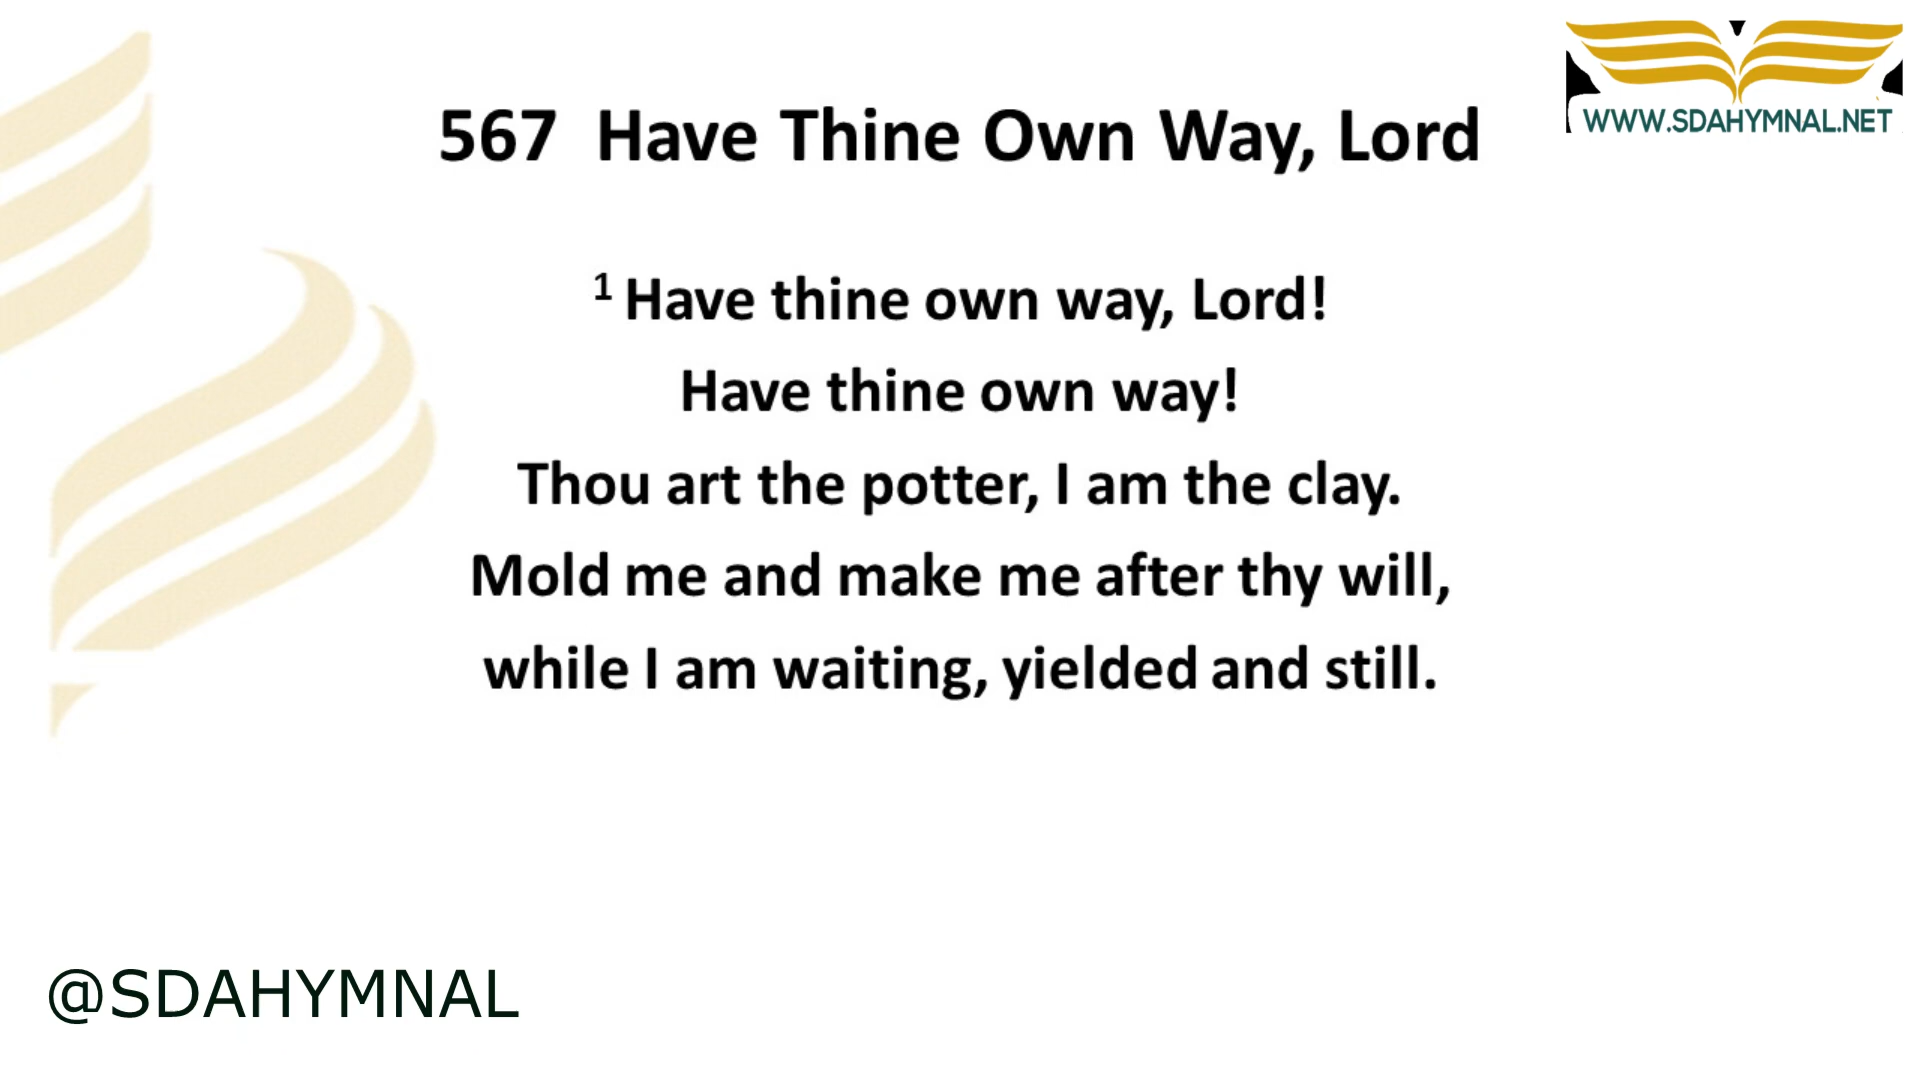 WWW.SDAHYMNAL.NET
567 Have Thine Own Way, Lord
1 Have thine own way, Lord!
Have thine own way!
Thou art the potter, I am the clay.
Mold me and make me after thy will,
while I am waiting, yielded and still.
@SDAHYMNAL